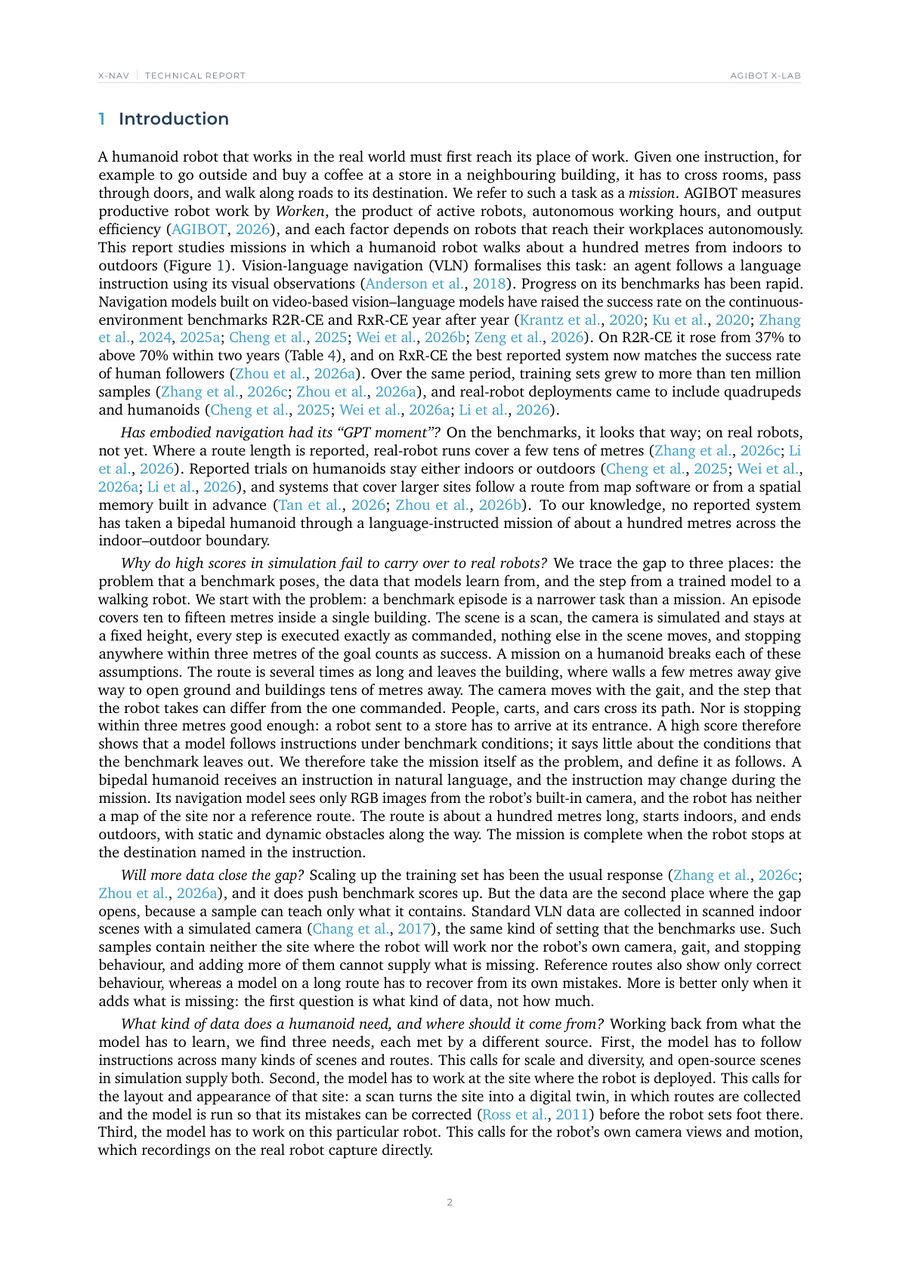 X-NAV | TECHNICAL REPORT
AGIBOT X-LAB
1 Introduction
A humanoid robot that works in the real world must first reach its place of work. Given one instruction, for
example to go outside and buy a coffee at a store in a neighbouring building, it has to cross rooms, pass
through doors, and walk along roads to its destination. We refer to such a task as a mission. AGIBOT measures
productive robot work by Worken, the product of active robots, autonomous working hours, and output
efficiency (AGIBOT, 2026), and each factor depends on robots that reach their workplaces autonomously.
This report studies missions in which a humanoid robot walks about a hundred metres from indoors to
outdoors (Figure 1). Vision-language navigation (VLN) formalises this task: an agent follows a language
instruction using its visual observations (Anderson et al., 2018). Progress on its benchmarks has been rapid.
Navigation models built on video-based vision–language models have raised the success rate on the continuous-
environment benchmarks R2R-CE and RxR-CE year after year (Krantz et al., 2020; Ku et al., 2020; Zhang
et al., 2024, 2025a; Cheng et al., 2025; Wei et al., 2026b; Zeng et al., 2026). On R2R-CE it rose from 37% to
above 70% within two years (Table 4), and on RxR-CE the best reported system now matches the success rate
of human followers (Zhou et al., 2026a). Over the same period, training sets grew to more than ten million
samples (Zhang et al., 2026c; Zhou et al., 2026a), and real-robot deployments came to include quadrupeds
and humanoids (Cheng et al., 2025; Wei et al., 2026a; Li et al., 2026).
Has embodied navigation had its “GPT moment”? On the benchmarks, it looks that way; on real robots,
not yet. Where a route length is reported, real-robot runs cover a few tens of metres (Zhang et al., 2026c; Li
et al., 2026). Reported trials on humanoids stay either indoors or outdoors (Cheng et al., 2025; Wei et al.,
2026a; Li et al., 2026), and systems that cover larger sites follow a route from map software or from a spatial
memory built in advance (Tan et al., 2026; Zhou et al., 2026b). To our knowledge, no reported system
has taken a bipedal humanoid through a language-instructed mission of about a hundred metres across the
indoor–outdoor boundary.
Why do high scores in simulation fail to carry over to real robots? We trace the gap to three places: the
problem that a benchmark poses, the data that models learn from, and the step from a trained model to a
walking robot. We start with the problem: a benchmark episode is a narrower task than a mission. An episode
covers ten to fifteen metres inside a single building. The scene is a scan, the camera is simulated and stays at
a fixed height, every step is executed exactly as commanded, nothing else in the scene moves, and stopping
anywhere within three metres of the goal counts as success. A mission on a humanoid breaks each of these
assumptions. The route is several times as long and leaves the building, where walls a few metres away give
way to open ground and buildings tens of metres away. The camera moves with the gait, and the step that
the robot takes can differ from the one commanded. People, carts, and cars cross its path. Nor is stopping
within three metres good enough: a robot sent to a store has to arrive at its entrance. A high score therefore
shows that a model follows instructions under benchmark conditions; it says little about the conditions that
the benchmark leaves out. We therefore take the mission itself as the problem, and define it as follows. A
bipedal humanoid receives an instruction in natural language, and the instruction may change during the
mission. Its navigation model sees only RGB images from the robot’s built-in camera, and the robot has neither
a map of the site nor a reference route. The route is about a hundred metres long, starts indoors, and ends
outdoors, with static and dynamic obstacles along the way. The mission is complete when the robot stops at
the destination named in the instruction.
Will more data close the gap? Scaling up the training set has been the usual response (Zhang et al., 2026c;
Zhou et al., 2026a), and it does push benchmark scores up. But the data are the second place where the gap
opens, because a sample can teach only what it contains. Standard VLN data are collected in scanned indoor
scenes with a simulated camera (Chang et al., 2017), the same kind of setting that the benchmarks use. Such
samples contain neither the site where the robot will work nor the robot’s own camera, gait, and stopping
behaviour, and adding more of them cannot supply what is missing. Reference routes also show only correct
behaviour, whereas a model on a long route has to recover from its own mistakes. More is better only when it
adds what is missing: the first question is what kind of data, not how much.
What kind of data does a humanoid need, and where should it come from? Working back from what the
model has to learn, we find three needs, each met by a different source. First, the model has to follow
instructions across many kinds of scenes and routes. This calls for scale and diversity, and open-source scenes
in simulation supply both. Second, the model has to work at the site where the robot is deployed. This calls for
the layout and appearance of that site: a scan turns the site into a digital twin, in which routes are collected
and the model is run so that its mistakes can be corrected (Ross et al., 2011) before the robot sets foot there.
Third, the model has to work on this particular robot. This calls for the robot’s own camera views and motion,
which recordings on the real robot capture directly.
2